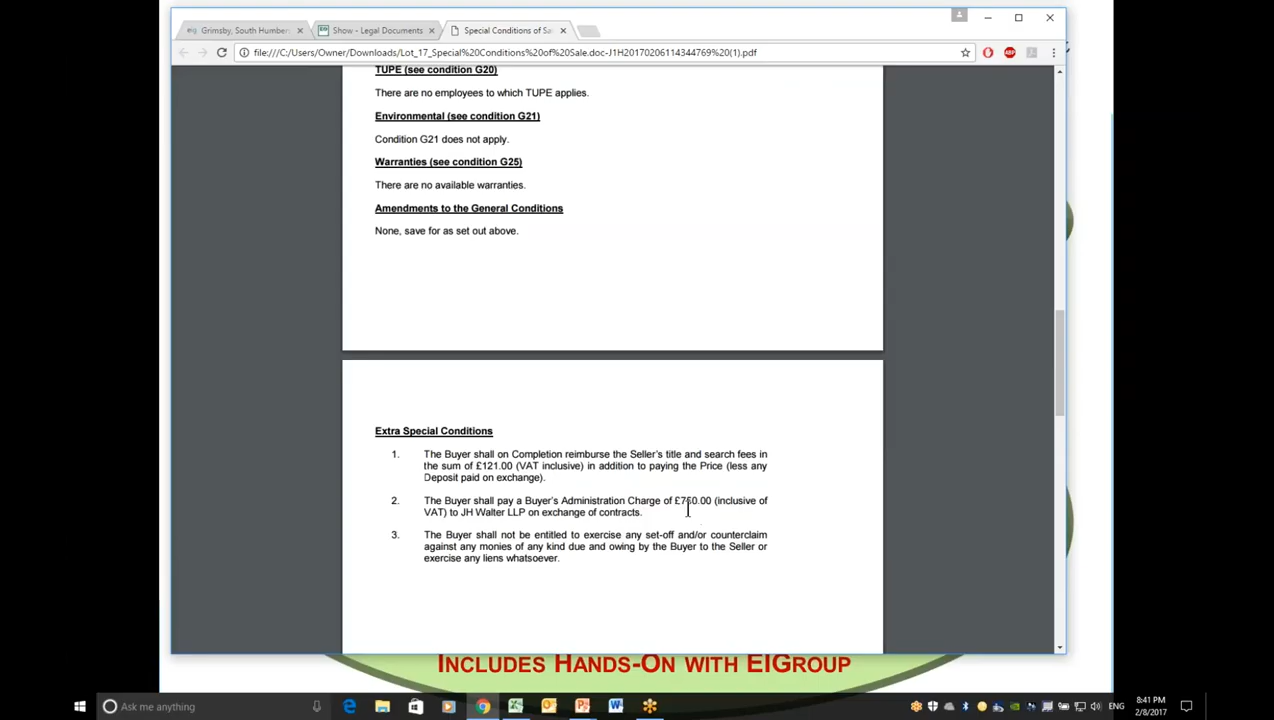 Grimsby, South Humber:
EIG Show - Legal Documents
Special Conditions of Sa
file:///C:/Users/Owner/Downloads/Lot_17_Special%20Conditions%20of%20Sale.doc-J1H20170206114344769%20(1).pdf
ABP
TUPE (see condition G20)
There are no employees to which TUPE applies.
Environmental (see condition G21)
Condition G21 does not apply.
Warranties (see condition G25)
There are no available warranties.
Amendments to the General Conditions
None, save for as set out above.
Extra Special Conditions
1. The Buyer shall on Completion reimburse the Seller's title and search fees in
the sum of £121.00 (VAT inclusive) in addition to paying the Price (less any
Deposit paid on exchange).
2. The Buyer shall pay a Buyer's Administration Charge of £760.00 (inclusive of
VAT) to JH Walter LLP on exchange of contracts.
3. The Buyer shall not be entitled to exercise any set-off and/or counterclaim
against any monies of any kind due and owing by the Buyer to the Seller or
exercise any liens whatsoever.
INCLUDES HANDS-ON WITH EIGROUP
Ask me anything
ENG
8:41 PM
2/8/2017